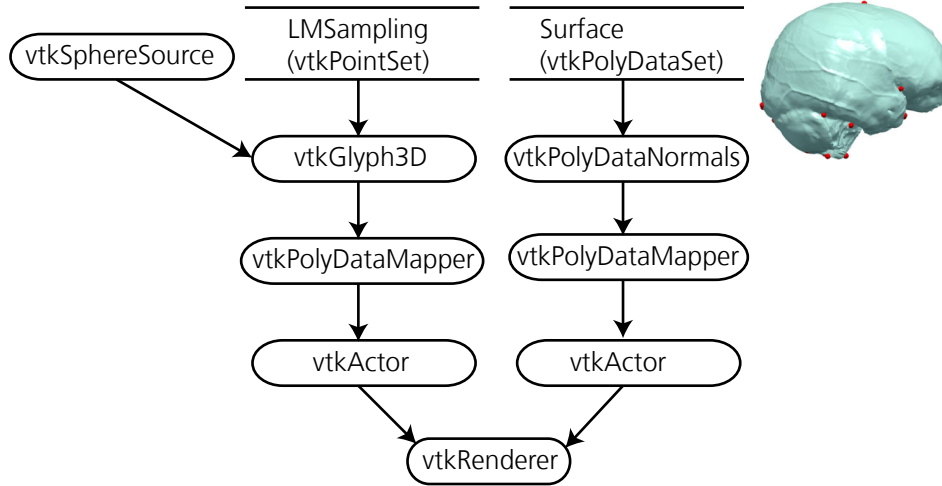 LMSampling
(vtkPointSet)
Surface
(vtkPolyDataSet)
vtkSphereSource
vtkGlyph3D
vtkPolyDataNormals
vtkPolyDataMapper
vtkPolyDataMapper
vtkActor
vtkActor
vtkRenderer